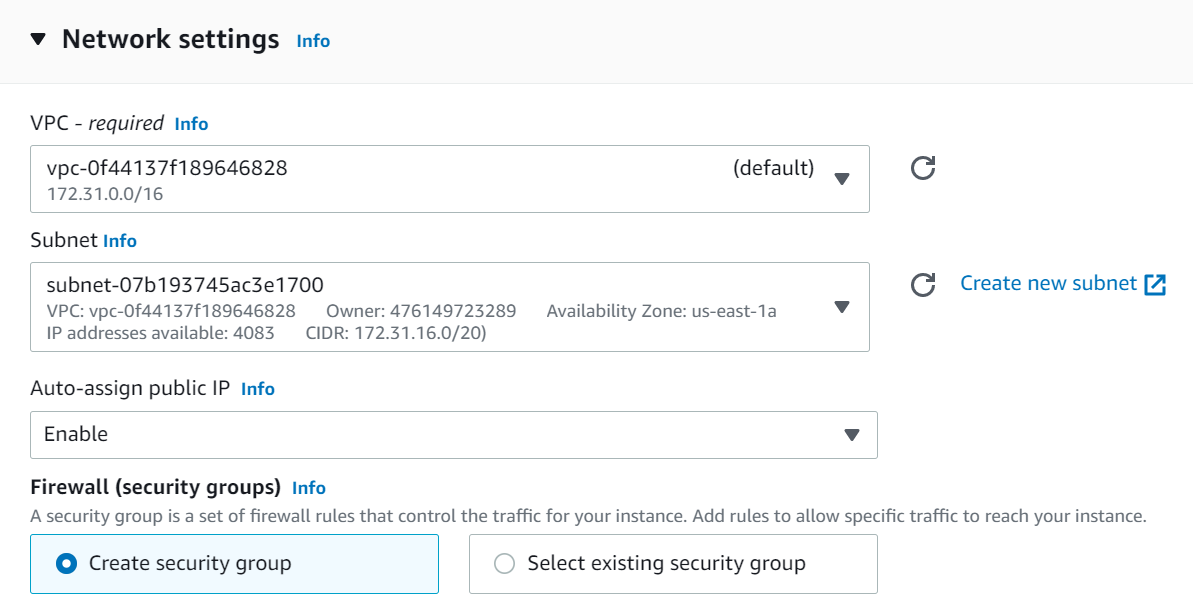 Network settings Info
VPC - required Info
vpc-0f44137f189646828 (default)
172.31.0.0/16
Subnet Info
subnet-07b193745ac3e1700
VPC: vpc-0f44137f189646828 Owner: 476149723289 Availability Zone: us-east-1a
IP addresses available: 4083 CIDR: 172.31.16.0/20)
Create new subnet
Auto-assign public IP Info
Enable
Firewall (security groups) Info
A security group is a set of firewall rules that control the traffic for your instance. Add rules to allow specific traffic to reach your instance.
Create security group
Select existing security group